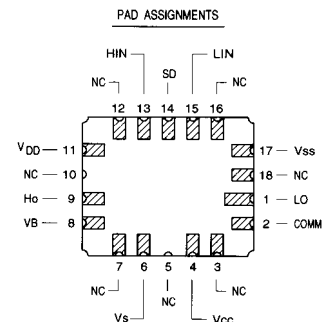 PAD ASSIGNMENTS
HIN LIN
NC SD NC
12 13 14 15 16
VDD 11 17 Vss
NC 10 18 NC
Ho 9 1 LO
VB 8 2 COMM
7 6 5 4 3
NC NC NC
Vs Vcc